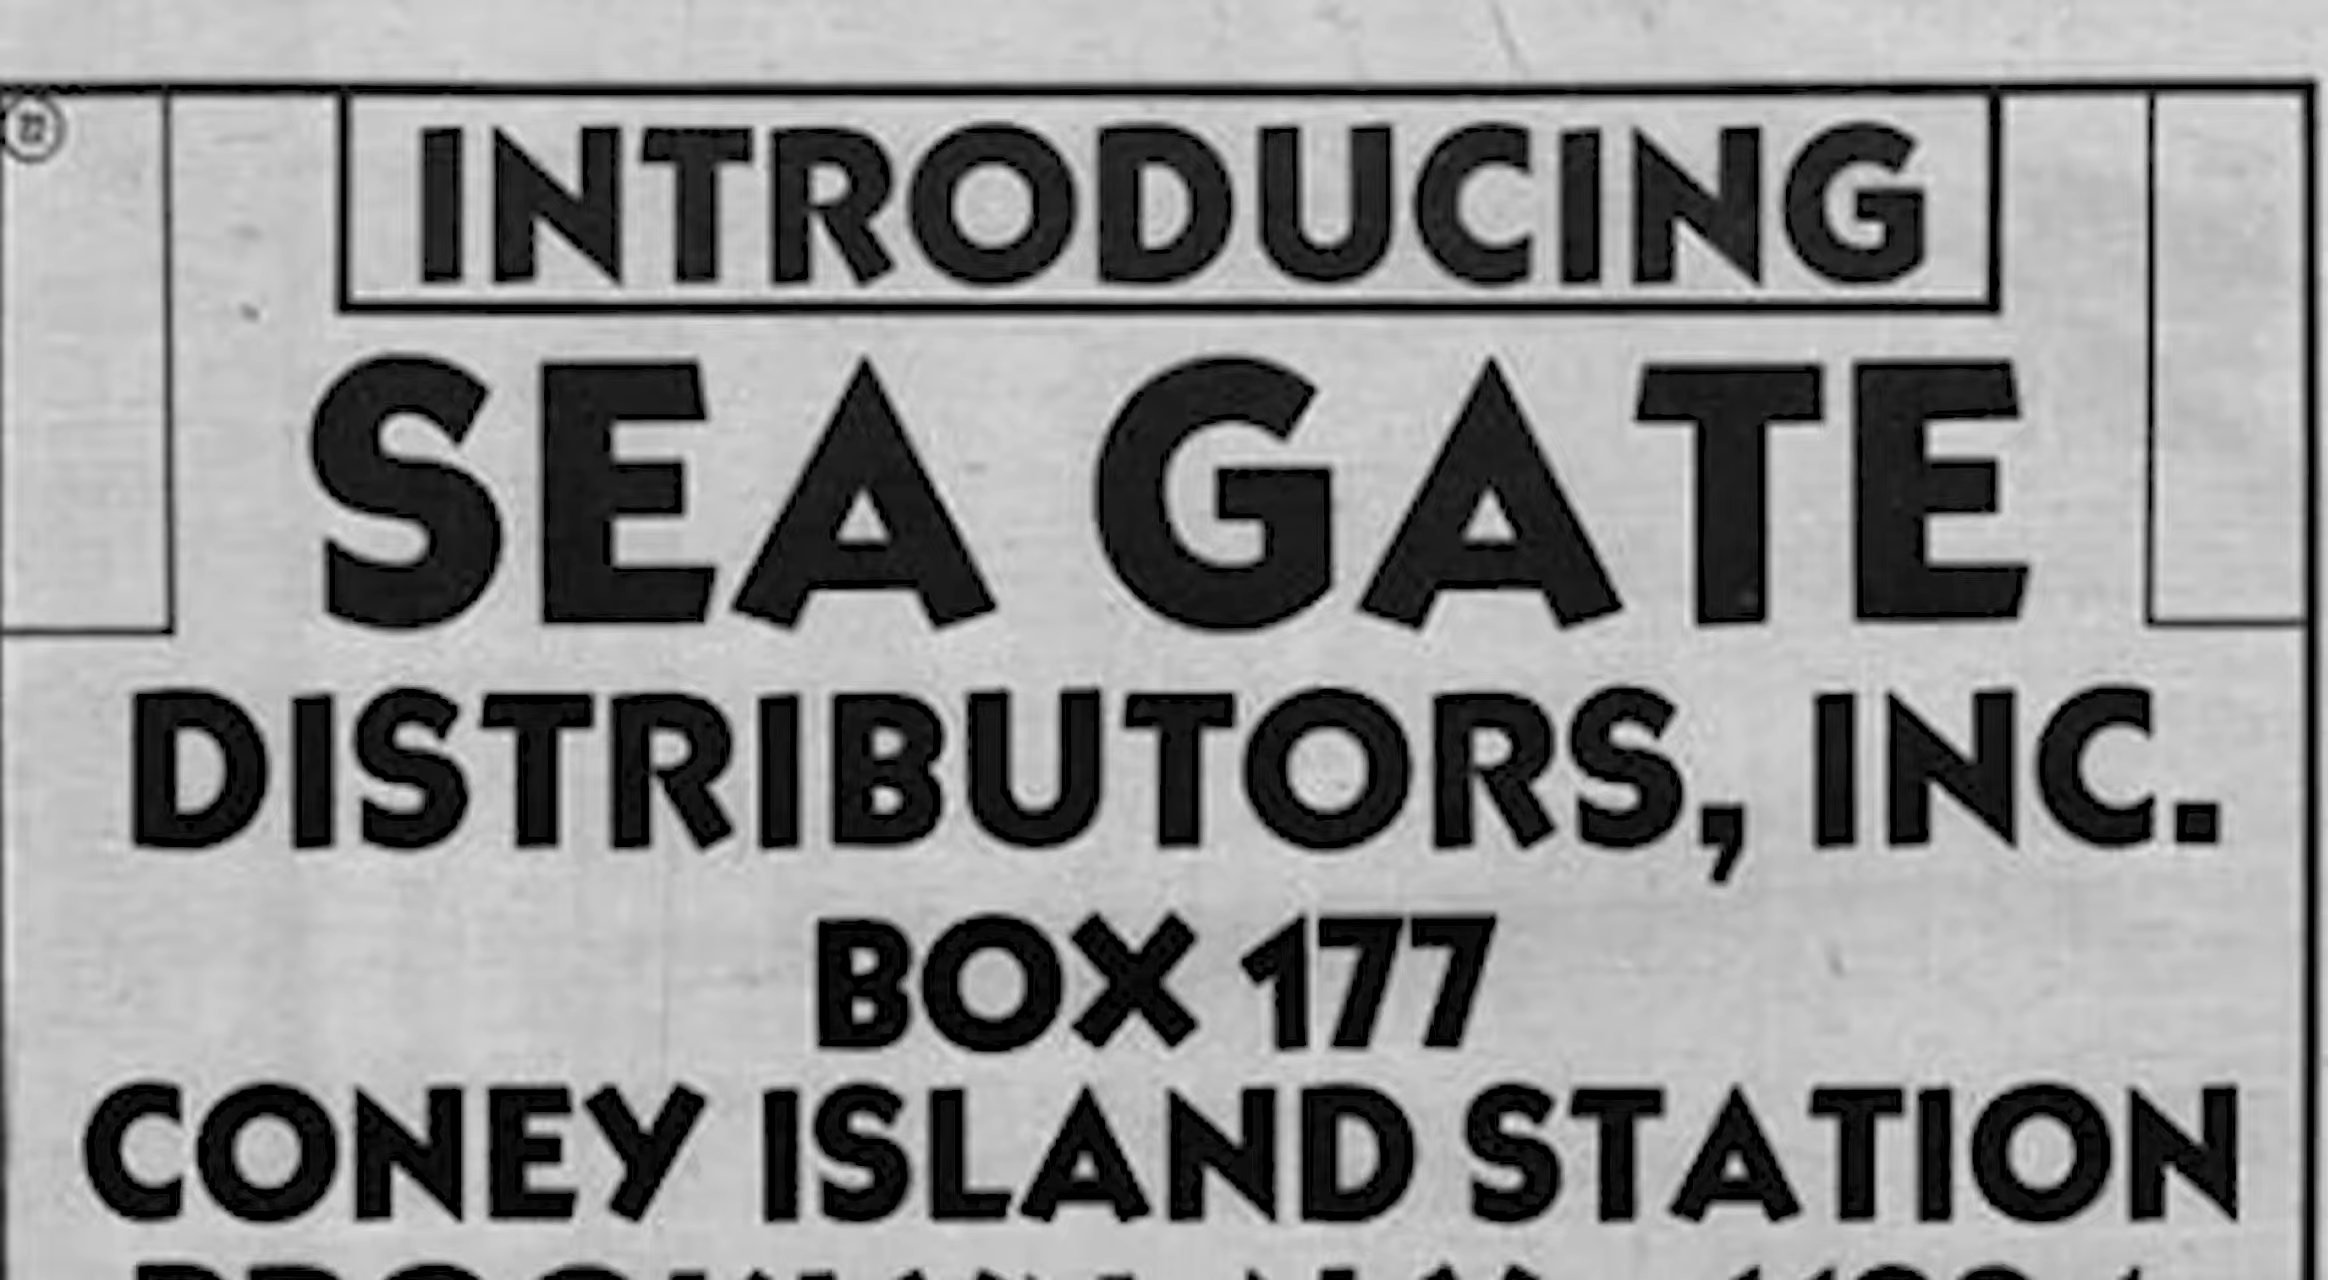 INTRODUCING
SEA GATE
DISTRIBUTORS, INC.
BOX 177
CONEY ISLAND STATION